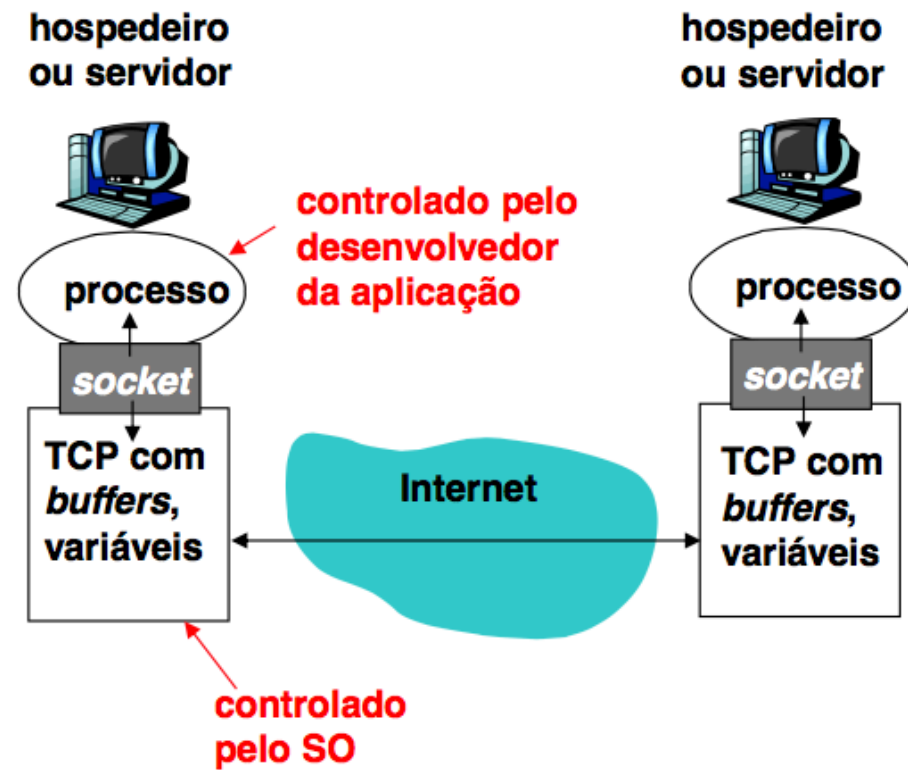 hospedeiro
ou servidor
hospedeiro
ou servidor
controlado pelo
desenvolvedor
da aplicação
processo
processo
socket
socket
TCP com
buffers,
variáveis
Internet
TCP com
buffers,
variáveis
controlado
pelo SO